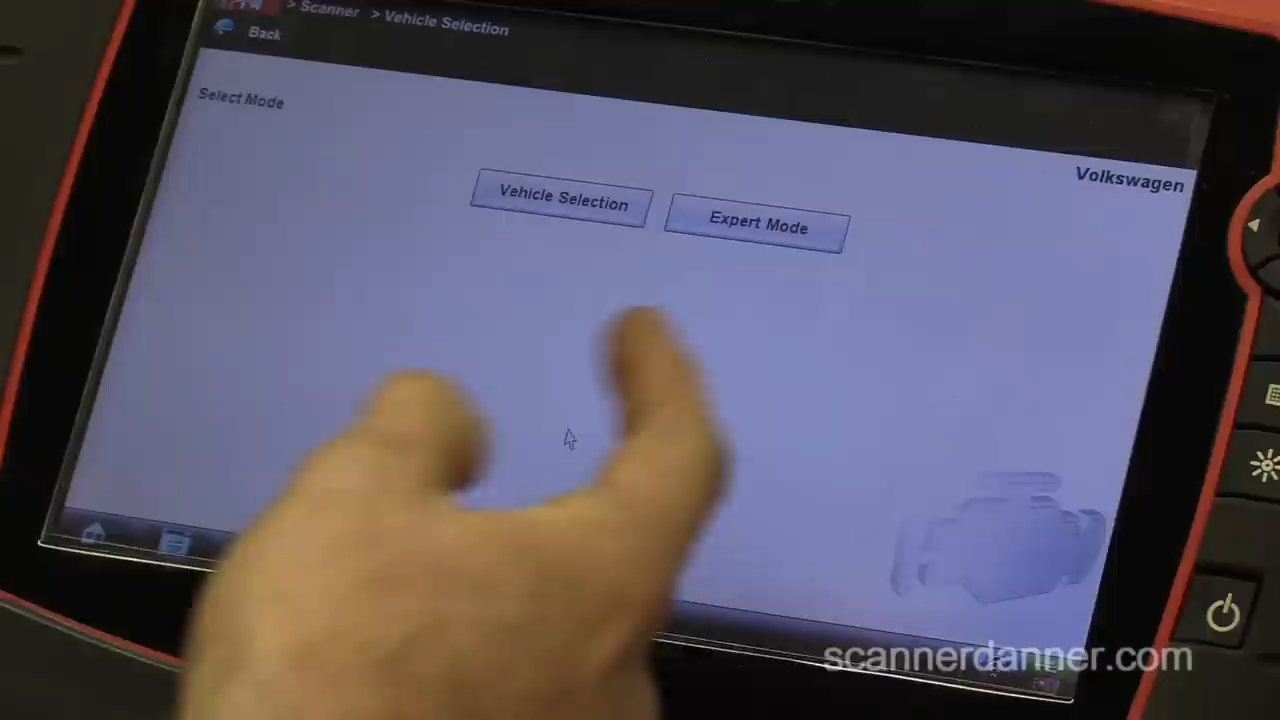 > Scanner > Vehicle Selection
Back
Select Mode
Volkswagen
Vehicle Selection
Expert Mode
scannerdanner.com